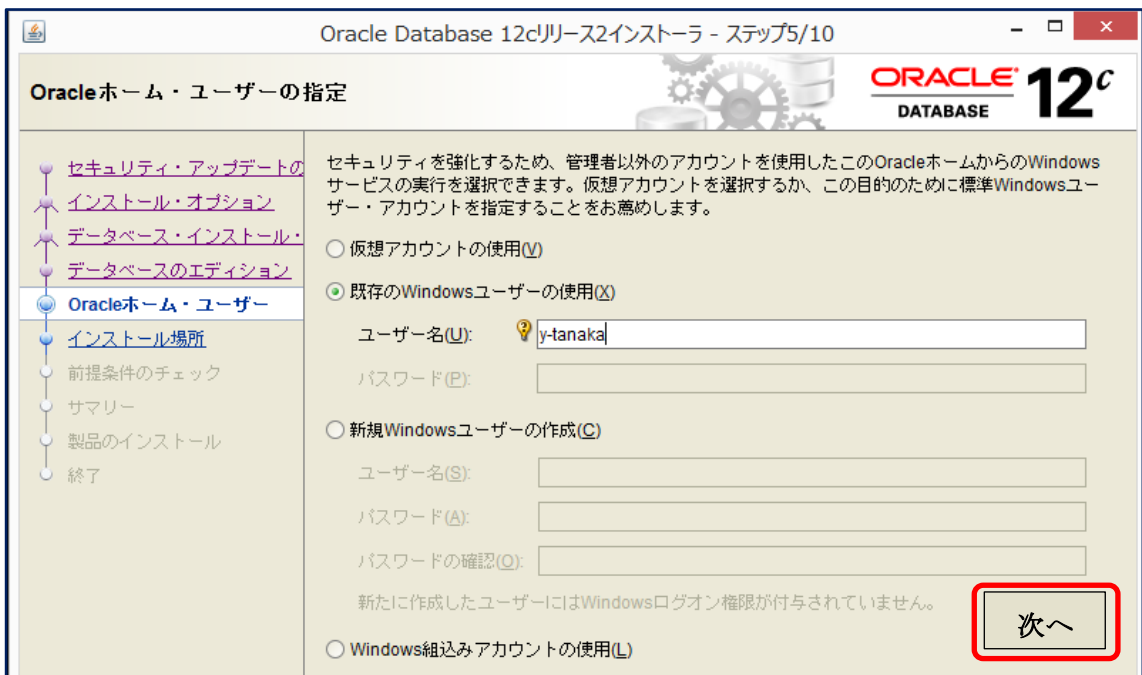 Oracle Database 12cリリース2インストーラ - ステップ5/10
Oracleホーム・ユーザーの指定
ORACLE
DATABASE
12c
セキュリティ・アップデートの
インストール・オプション
データベース・インストール・
データベースのエディション
Oracleホーム・ユーザー
インストール場所
前提条件のチェック
サマリー
製品のインストール
終了
セキュリティを強化するため、管理者以外のアカウントを使用したこのOracleホームからのWindows
サービスの実行を選択できます。仮想アカウントを選択するか、この目的のために標準Windowsユー
ザー・アカウントを指定することをお薦めします。
仮想アカウントの使用(V)
既存のWindowsユーザーの使用(X)
ユーザー名(U): y-tanaka
パスワード(P):
新規Windowsユーザーの作成(C)
ユーザー名(S):
パスワード(A):
パスワードの確認(O):
新たに作成したユーザーにはWindowsログオン権限が付与されていません。
次へ
Windows組込みアカウントの使用(L)